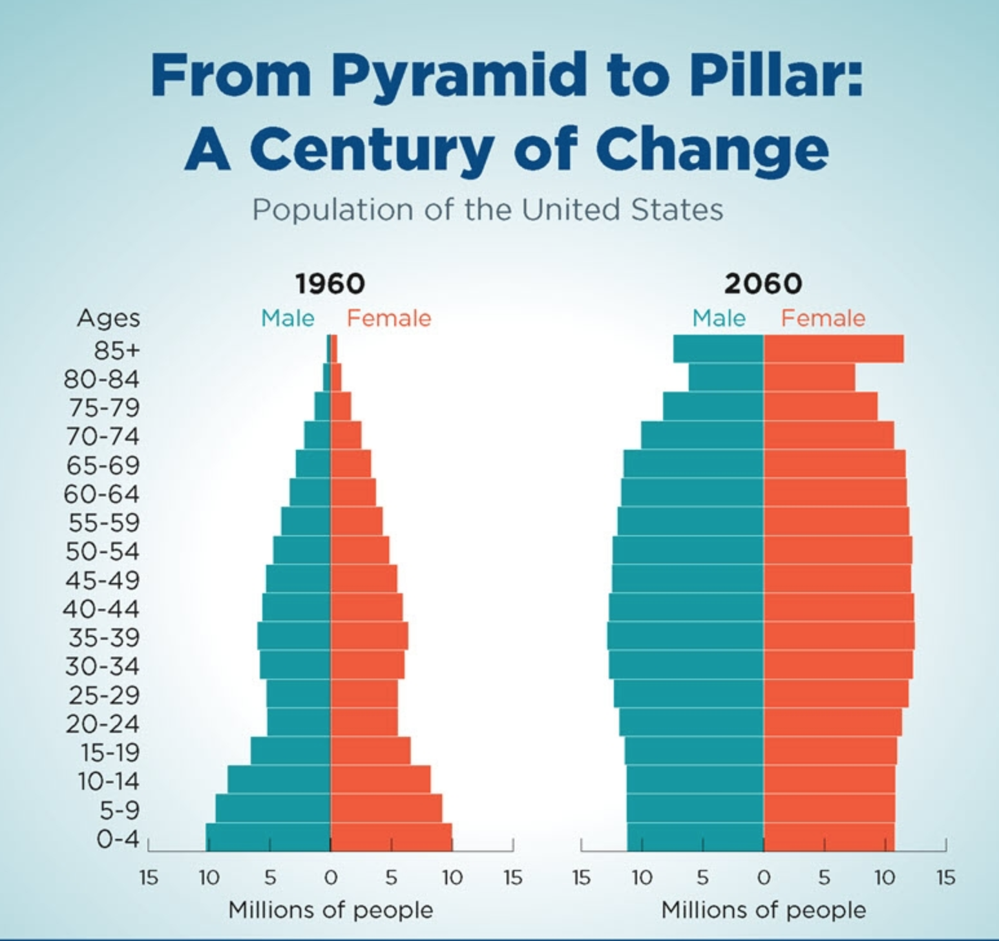 From Pyramid to Pillar:
A Century of Change
Population of the United States
1960
2060
Ages
Male Female
Male Female
85+
80-84
75-79
70-74
65-69
60-64
55-59
50-54
45-49
40-44
35-39
30-34
25-29
20-24
15-19
10-14
5-9
0-4
15 10 5 0 5 10 15
15 10 5 0 5 10 15
Millions of people
Millions of people